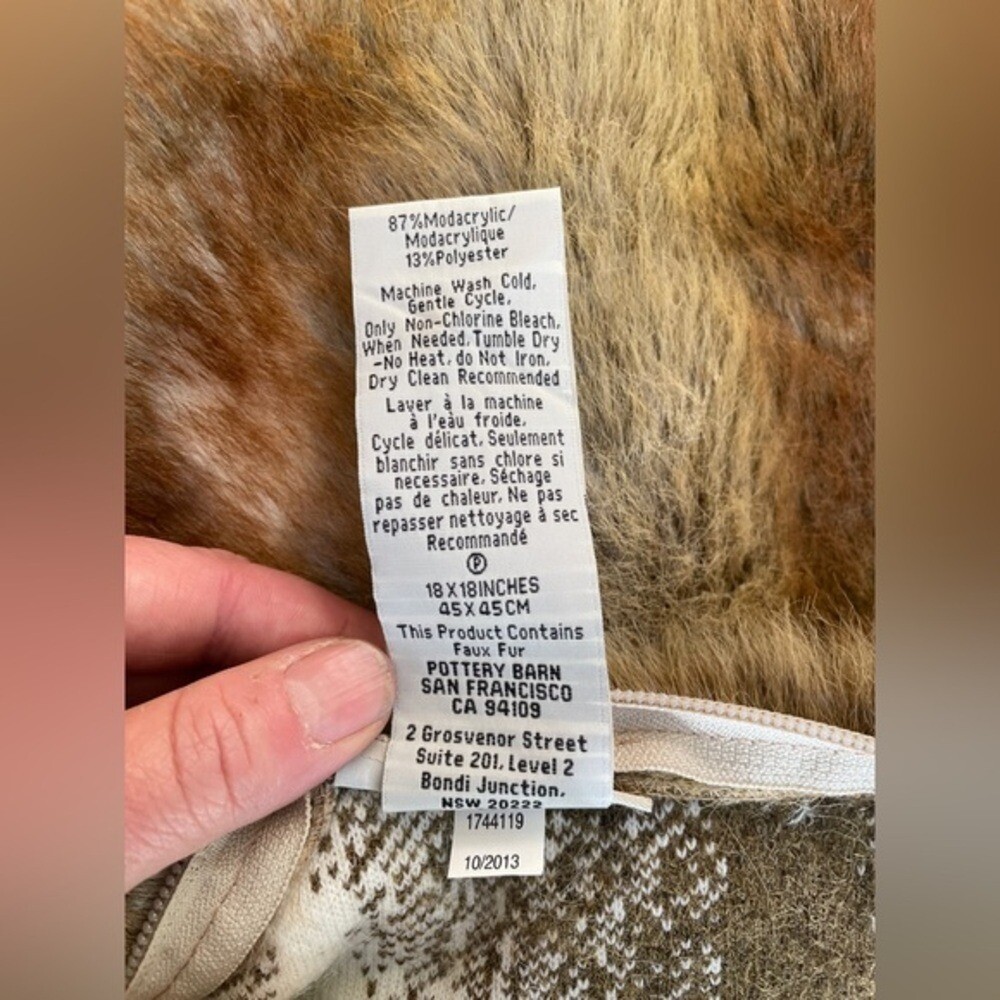 87%Modacrylic/
Modacrylique
13%Polyester
Machine Wash Cold,
Gentle Cycle,
Only Non-Chlorine Bleach,
When Needed,Tumble Dry
-No Heat, do Not Iron,
Dry Clean Recommended
Laver à la machine
à l'eàu froide,
Cycle délicat, Seulement
blanchir sans chlore si
necessaire, Séchage
pas de chaleur, Ne pas
repasser nettoyage à sec
Recommandé
P
18X18INCHES
45X45CM
This Product Contains
Faux Fur
POTTERY BARN
SAN FRANCISCO
CA 94109
2 Grosvenor Street
Suite 201, Level 2
Bondi Junction,
NSW 20222
1744119
10/2013